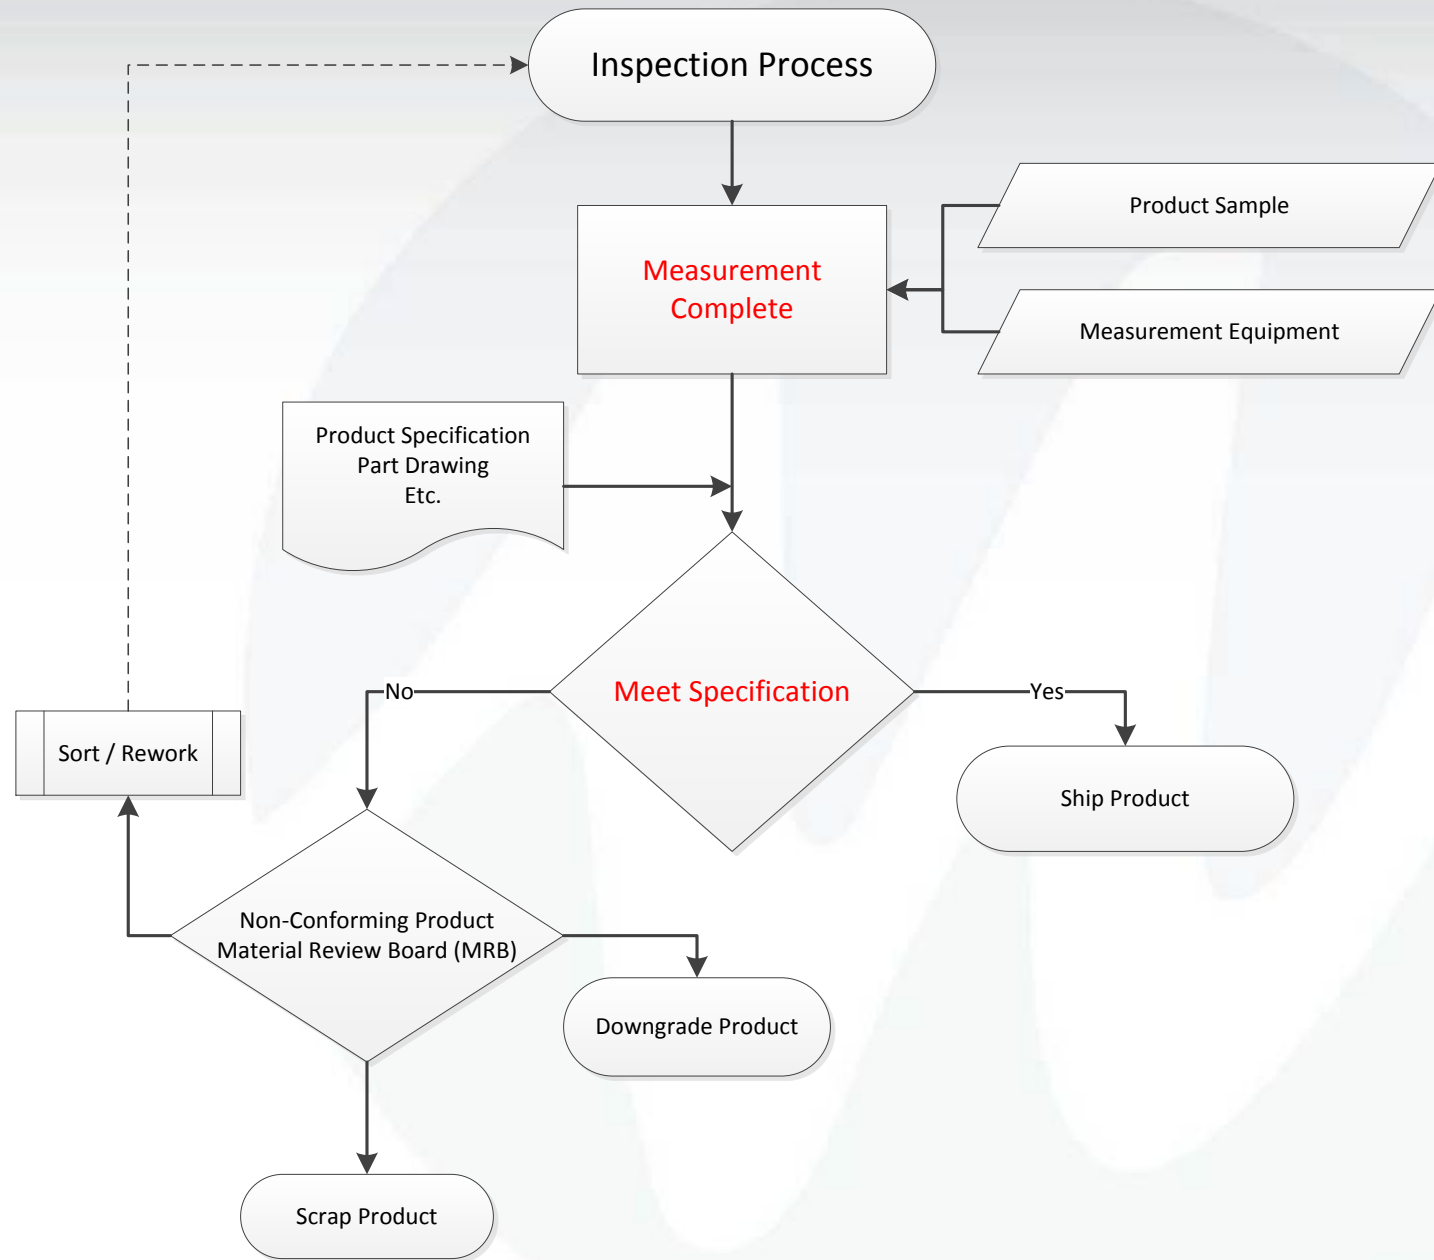 Inspection Process
Product Sample
Measurement
Complete
Measurement Equipment
Product Specification
Part Drawing
Etc.
No
Meet Specification
Yes
Sort / Rework
Ship Product
Non-Conforming Product
Material Review Board (MRB)
Downgrade Product
Scrap Product